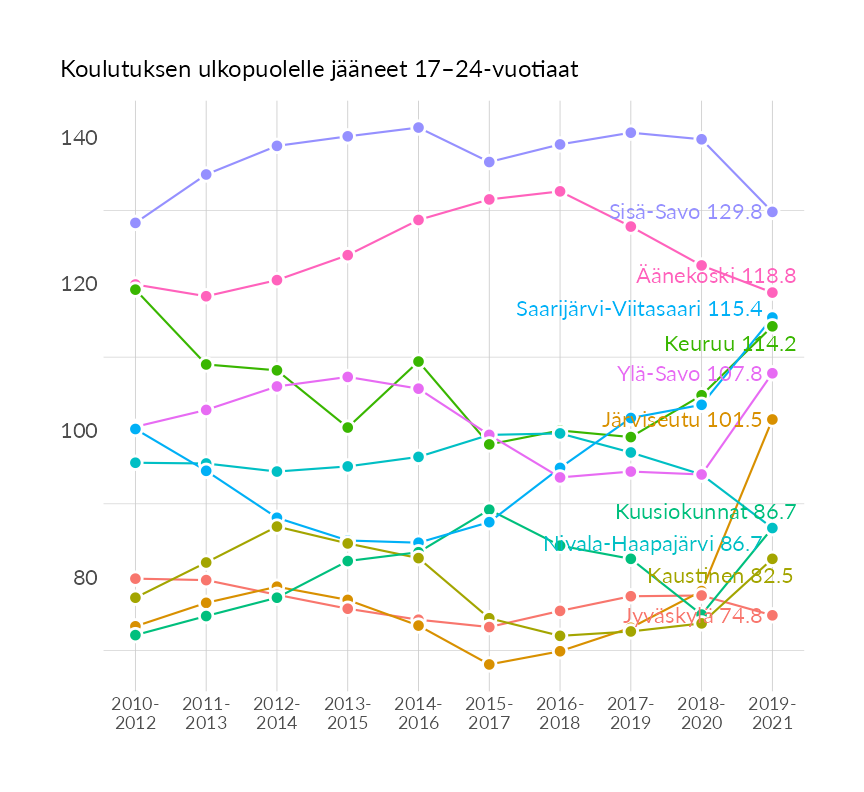 Koulutuksen ulkopuolelle jääneet 17–24-vuotiaat
140
120
100
80
Sisä-Savo 129.8
Äänekoski 118.8
Saarijärvi-Viitasaari 115.4
Keuruu 114.2
Ylä-Savo 107.8
Järviseutu 101.5
Kuusiokunnat 86.7
Nivala-Haapajärvi 86.7
Kaustinen 82.5
Jyväskylä 74.8
2010- 2011- 2012- 2013- 2014- 2015- 2016- 2017- 2018- 2019-
2012 2013 2014 2015 2016 2017 2018 2019 2020 2021